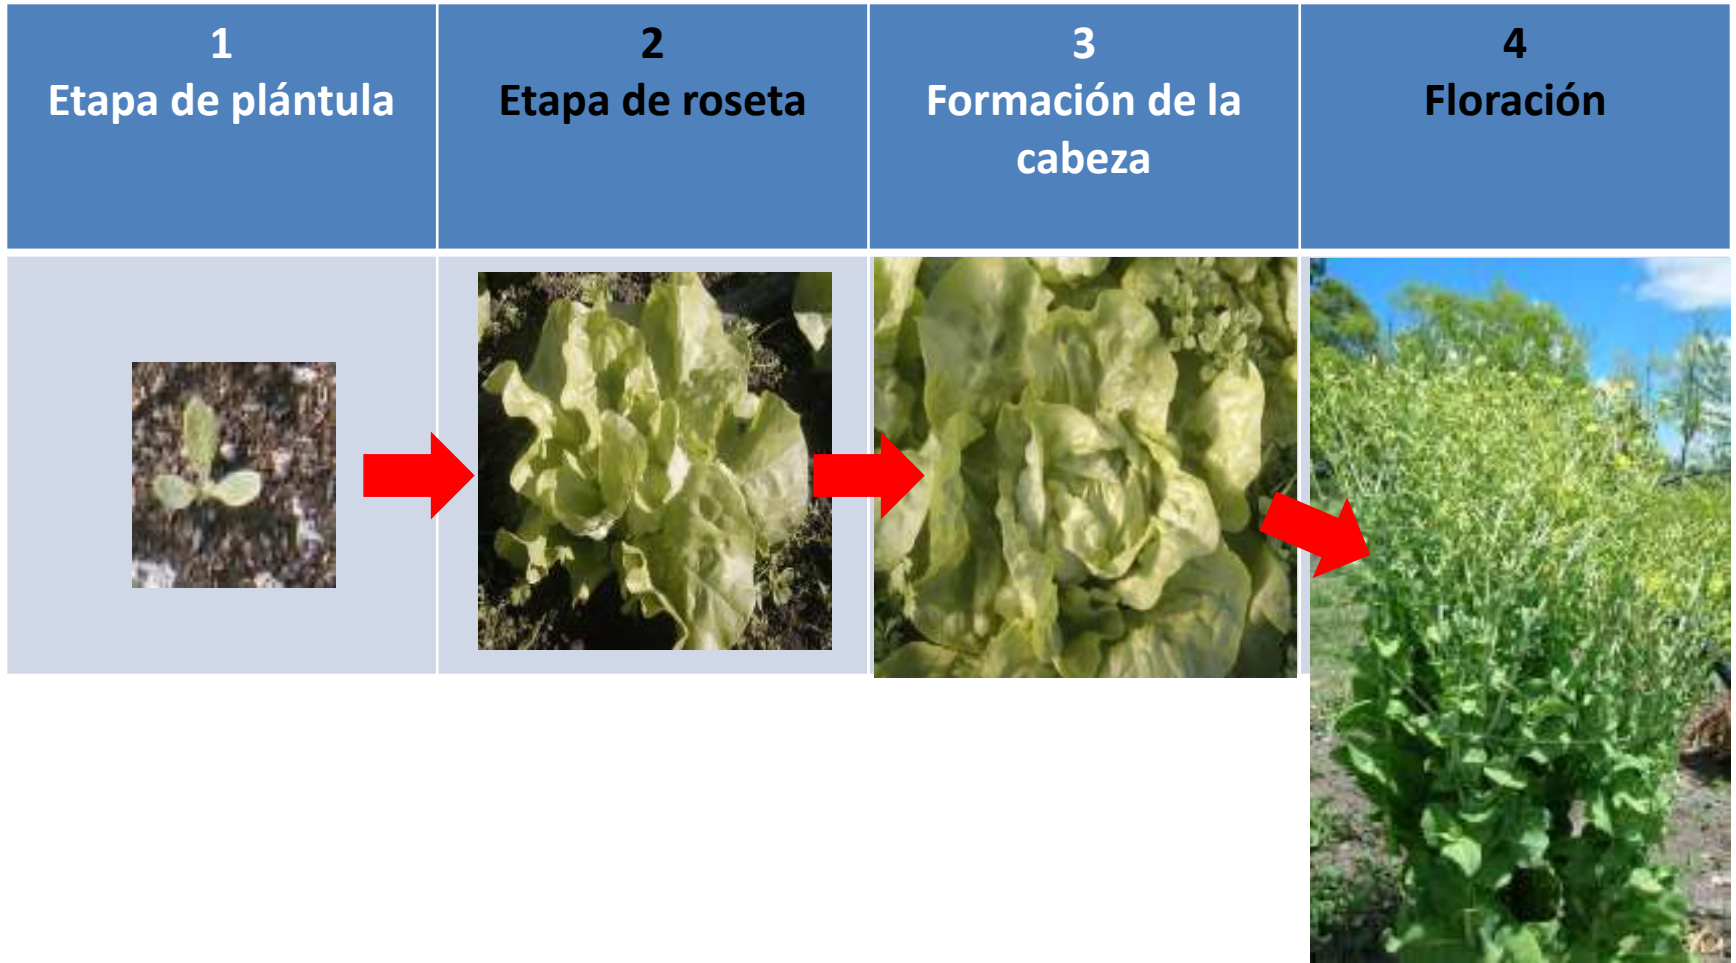 1
Etapa de plántula
2
Etapa de roseta
3
Formación de la
cabeza
4
Floración